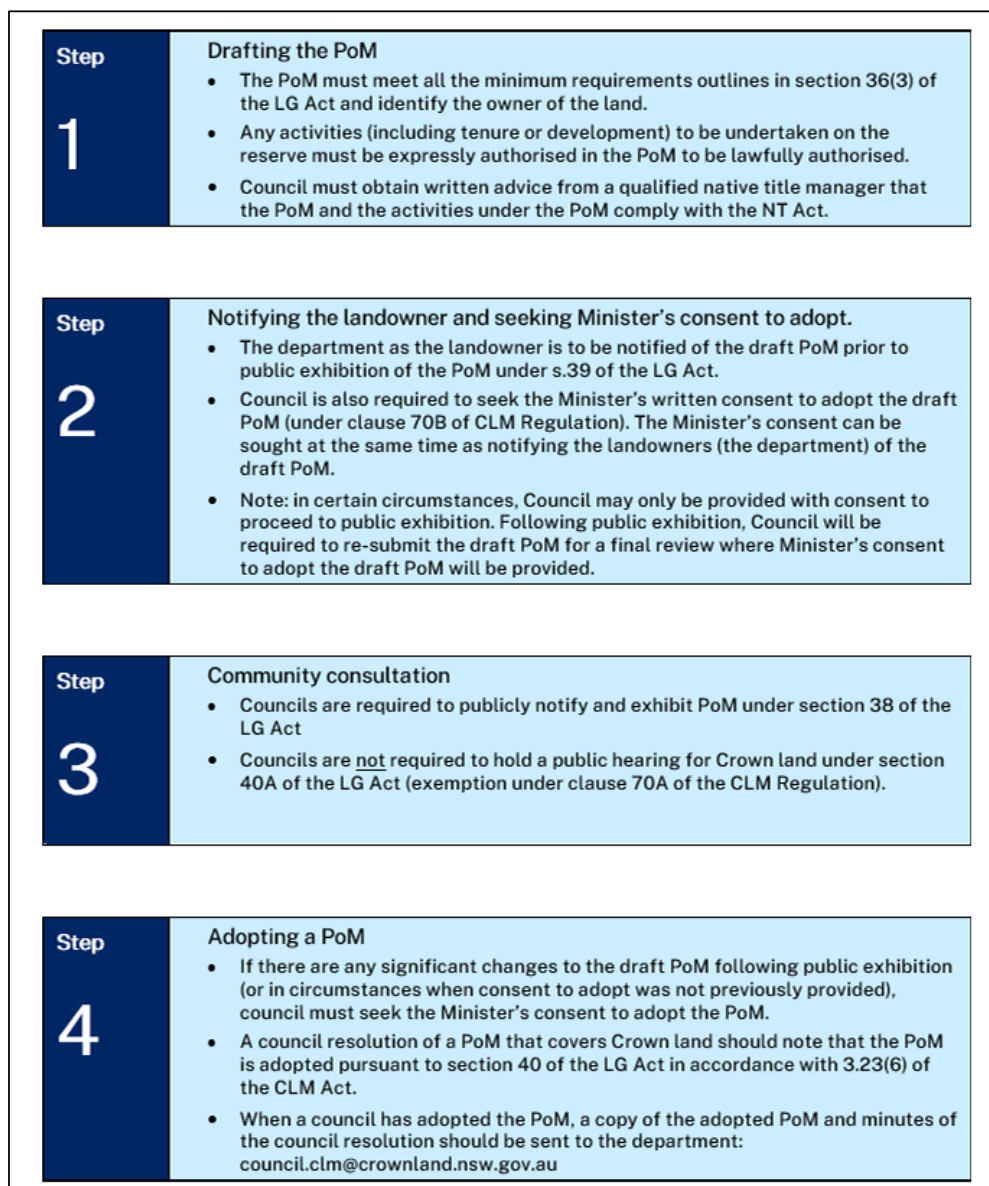 Step
1
Drafting the PoM
• The PoM must meet all the minimum requirements outlines in section 36(3) of
the LG Act and identify the owner of the land.
• Any activities (including tenure or development) to be undertaken on the
reserve must be expressly authorised in the PoM to be lawfully authorised.
• Council must obtain written advice from a qualified native title manager that
the PoM and the activities under the PoM comply with the NT Act.
Step
2
Notifying the landowner and seeking Minister's consent to adopt.
• The department as the landowner is to be notified of the draft PoM prior to
public exhibition of the PoM under s.39 of the LG Act.
• Council is also required to seek the Minister's written consent to adopt the draft
PoM (under clause 70B of CLM Regulation). The Minister's consent can be
sought at the same time as notifying the landowners (the department) of the
draft PoM.
• Note: in certain circumstances, Council may only be provided with consent to
proceed to public exhibition. Following public exhibition, Council will be
required to re-submit the draft PoM for a final review where Minister's consent
to adopt the draft PoM will be provided.
Step
3
Community consultation
• Councils are required to publicly notify and exhibit PoM under section 38 of the
LG Act
• Councils are not required to hold a public hearing for Crown land under section
40A of the LG Act (exemption under clause 70A of the CLM Regulation).
Step
4
Adopting a PoM
• If there are any significant changes to the draft PoM following public exhibition
(or in circumstances when consent to adopt was not previously provided),
council must seek the Minister's consent to adopt the PoM.
• A council resolution of a PoM that covers Crown land should note that the PoM
is adopted pursuant to section 40 of the LG Act in accordance with 3.23(6) of
the CLM Act.
• When a council has adopted the PoM, a copy of the adopted PoM and minutes of
the council resolution should be sent to the department:
council.clm@crownland.nsw.gov.au